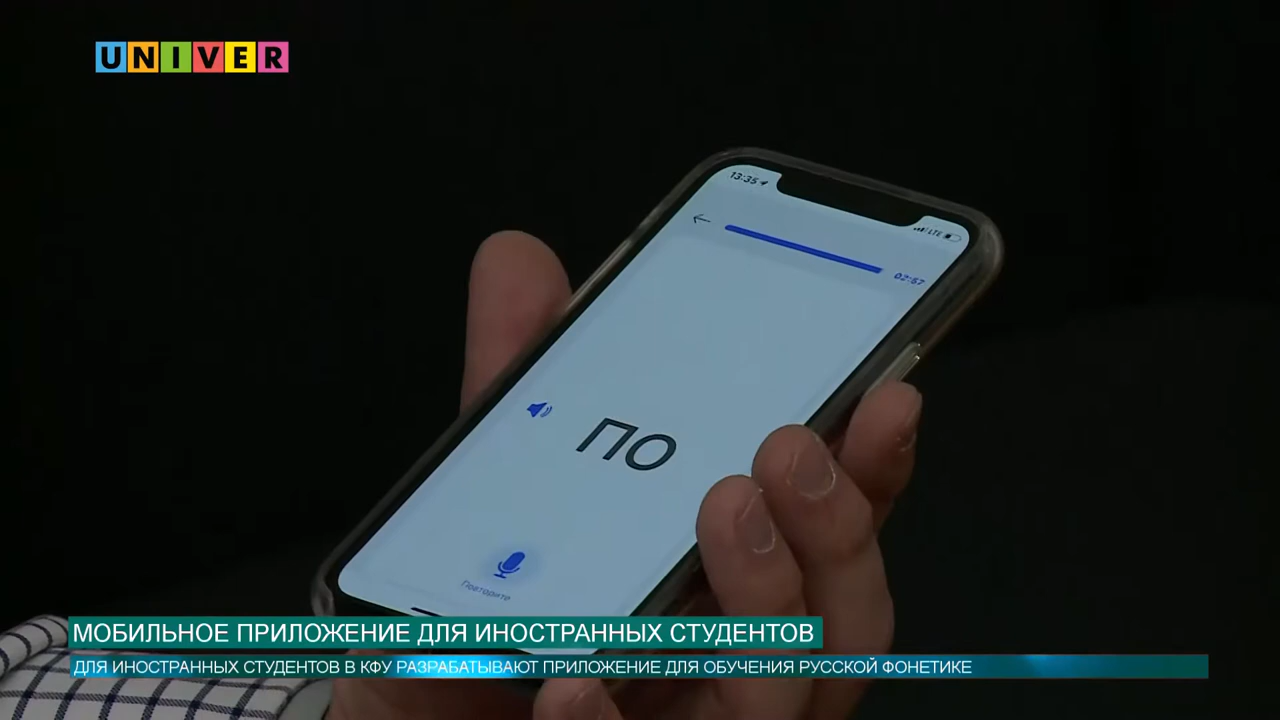 UNIVER
13:35
LTE
02:57
ПО
Повторите
МОБИЛЬНОЕ ПРИЛОЖЕНИЕ ДЛЯ ИНОСТРАННЫХ СТУДЕНТОВ
ДЛЯ ИНОСТРАННЫХ СТУДЕНТОВ В КФУ РАЗРАБАТЫВАЮТ ПРИЛОЖЕНИЕ ДЛЯ ОБУЧЕНИЯ РУССКОЙ ФОНЕТИКЕ